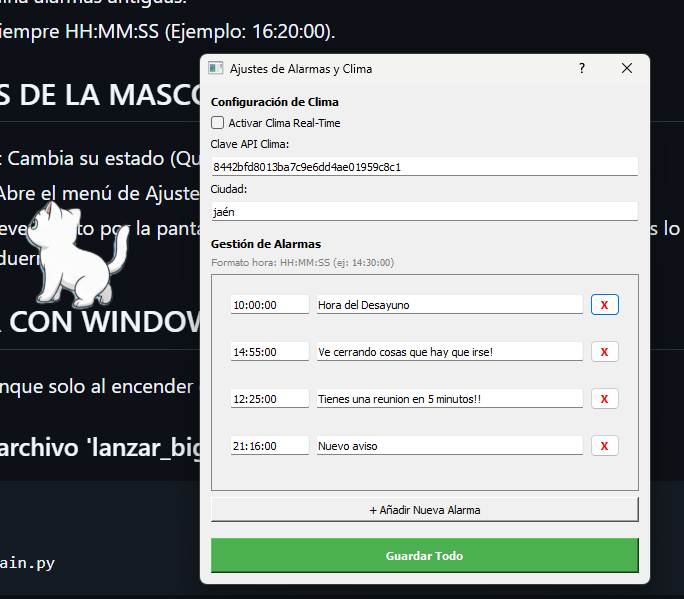 ina alarmas antiguas.
iempre HH:MM:SS (Ejemplo: 16:20:00).
S DE LA MASCO
: Cambia su estado (Qu
Abre el menú de Ajuste
eve to por la panta s lo
duer
A CON WINDOW
nque solo al encender
archivo 'lanzar_big
ain.py
Ajustes de Alarmas y Clima
?
Configuración de Clima
Activar Clima Real-Time
Clave API Clima:
8442bfd8013ba7c9e6dd4ae01959c8c1
Ciudad:
jaén
Gestión de Alarmas
Formato hora: HH:MM:SS (ej: 14:30:00)
10:00:00 Hora del Desayuno X
14:55:00 Ve cerrando cosas que hay que irse! X
12:25:00 Tienes una reunion en 5 minutos!! X
21:16:00 Nuevo aviso X
+ Añadir Nueva Alarma
Guardar Todo